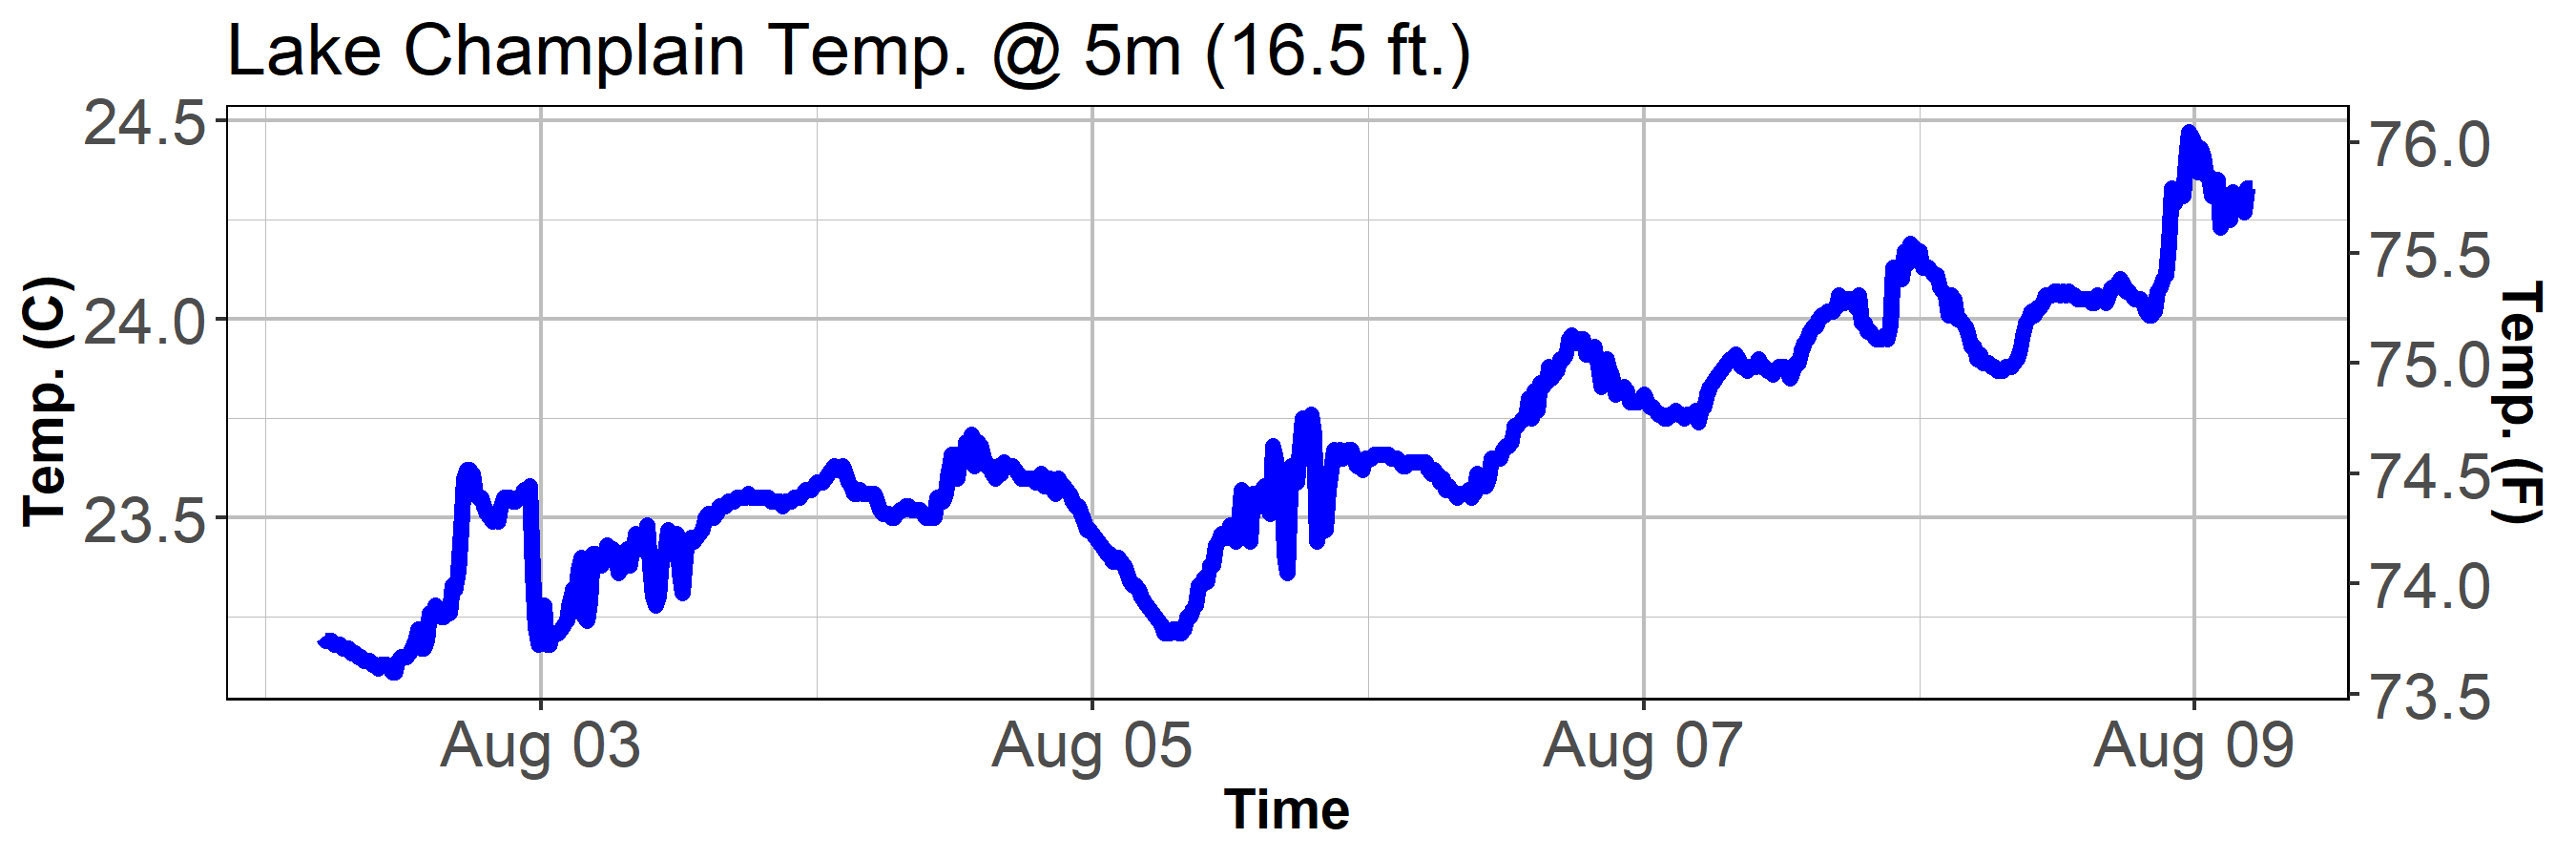 Lake Champlain Temp. @ 5m (16.5 ft.)
Temp. (C)
24.5
24.0
23.5
76.0
75.5
75.0
74.5
74.0
73.5
Temp. (F)
Aug 03 Aug 05 Aug 07 Aug 09
Time